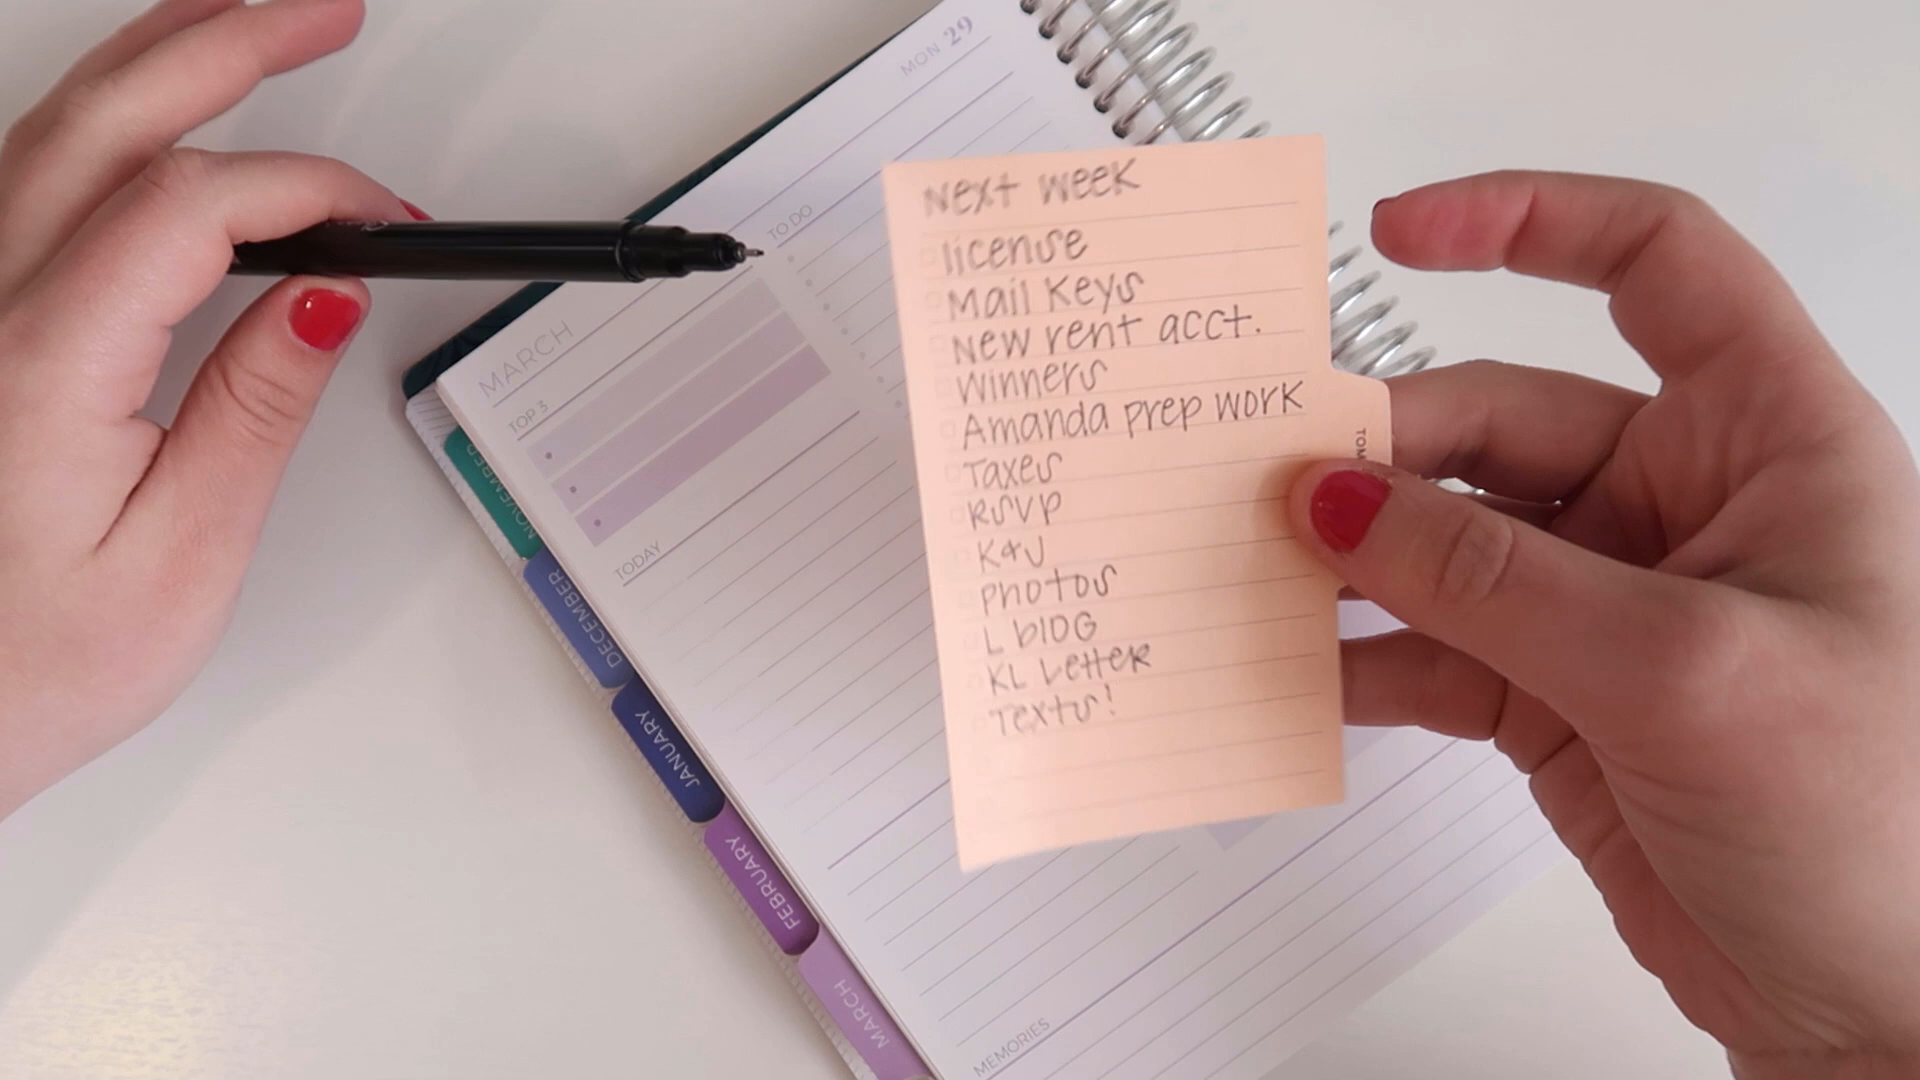 MON 29
TO DO
MARCH
TOP 3
TODAY
MEMORIES
NOVEMBER
DECEMBER
JANUARY
FEBRUARY
MARCH
Next week
license
Mail Keys
New rent acct.
Winners
Amanda prep work
Taxes
RSVP
K&J
Photos
L blog
KL Letter
Texts!